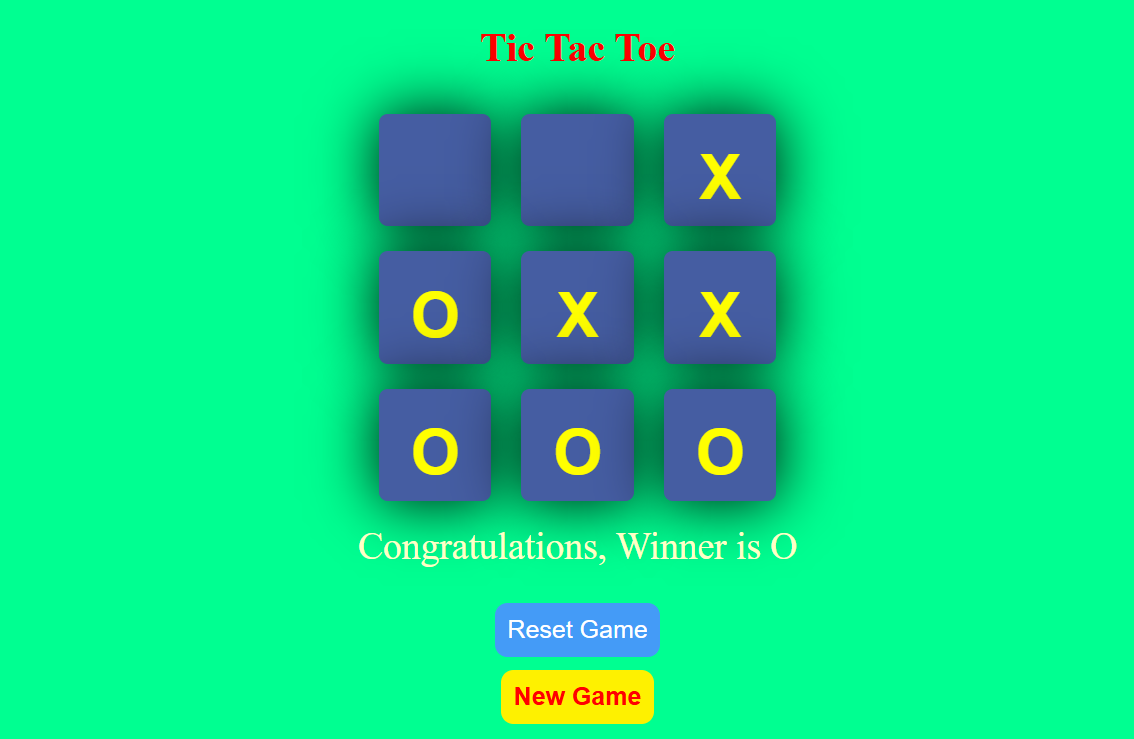 Tic Tac Toe
X
O X X
O O O
Congratulations, Winner is O
Reset Game
New Game